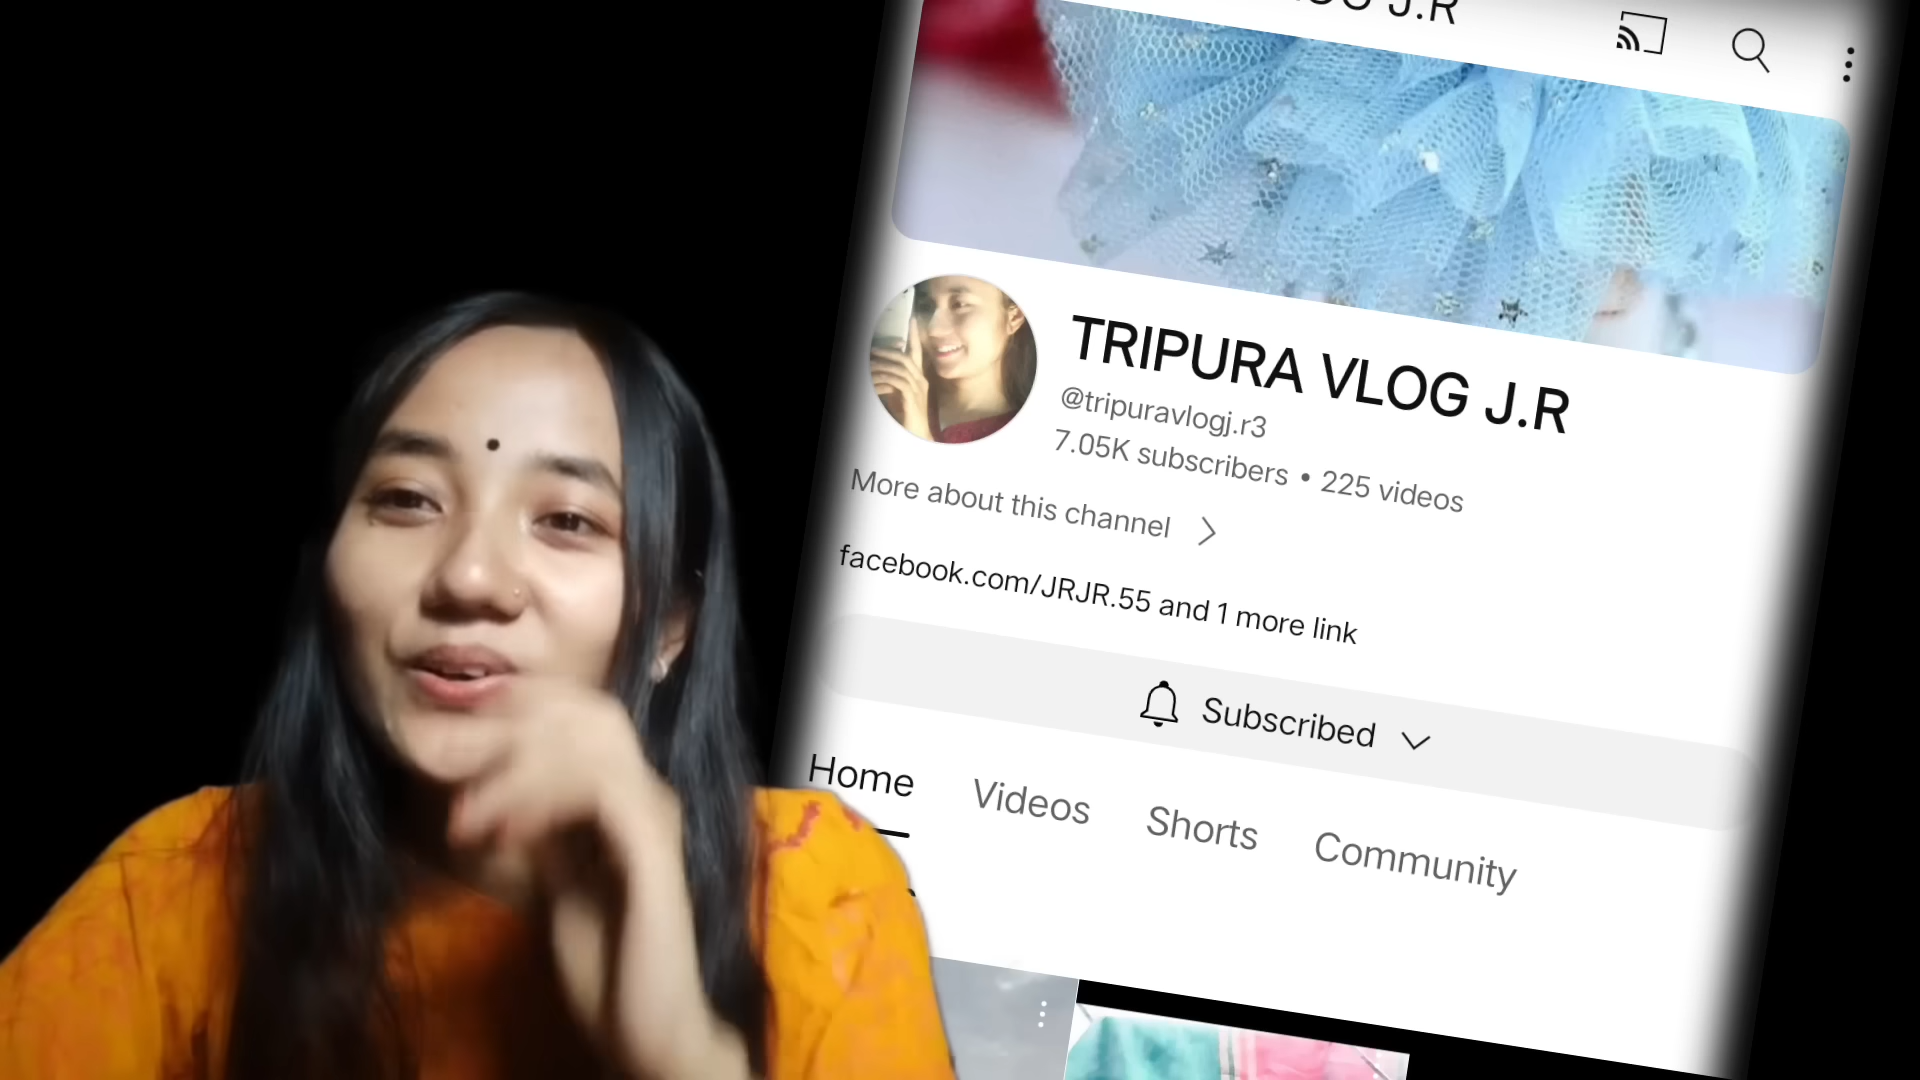 J.R
TRIPURA VLOG J.R
@tripuravlogj.r3
7.05K subscribers • 225 videos
More about this channel
facebook.com/JRJR.55 and 1 more link
Subscribed
Home Videos Shorts Community